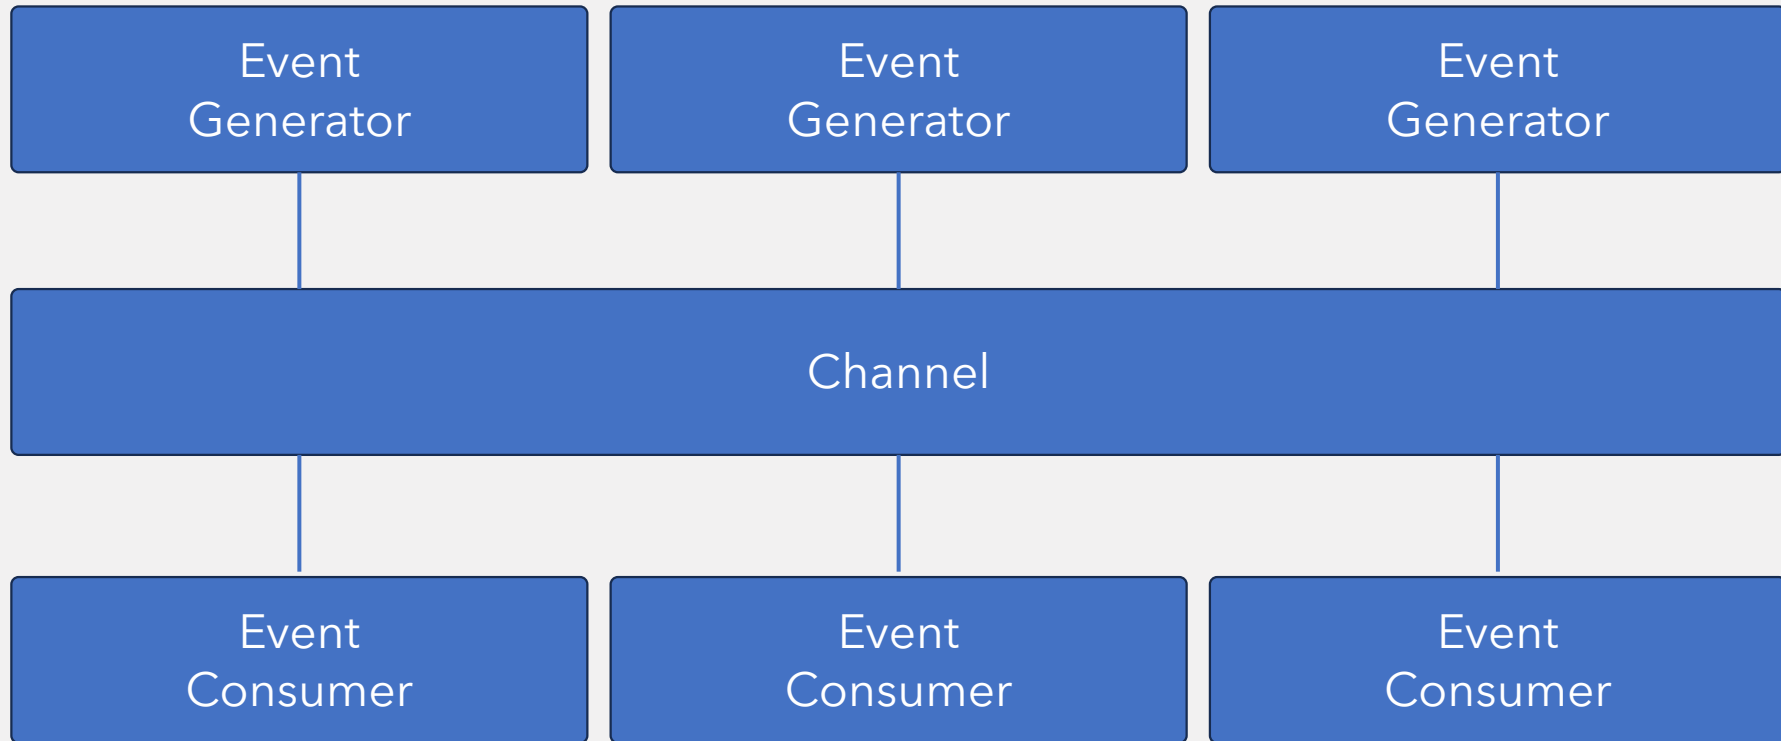 Event
Generator
Event
Generator
Event
Generator
Channel
Event
Consumer
Event
Consumer
Event
Consumer